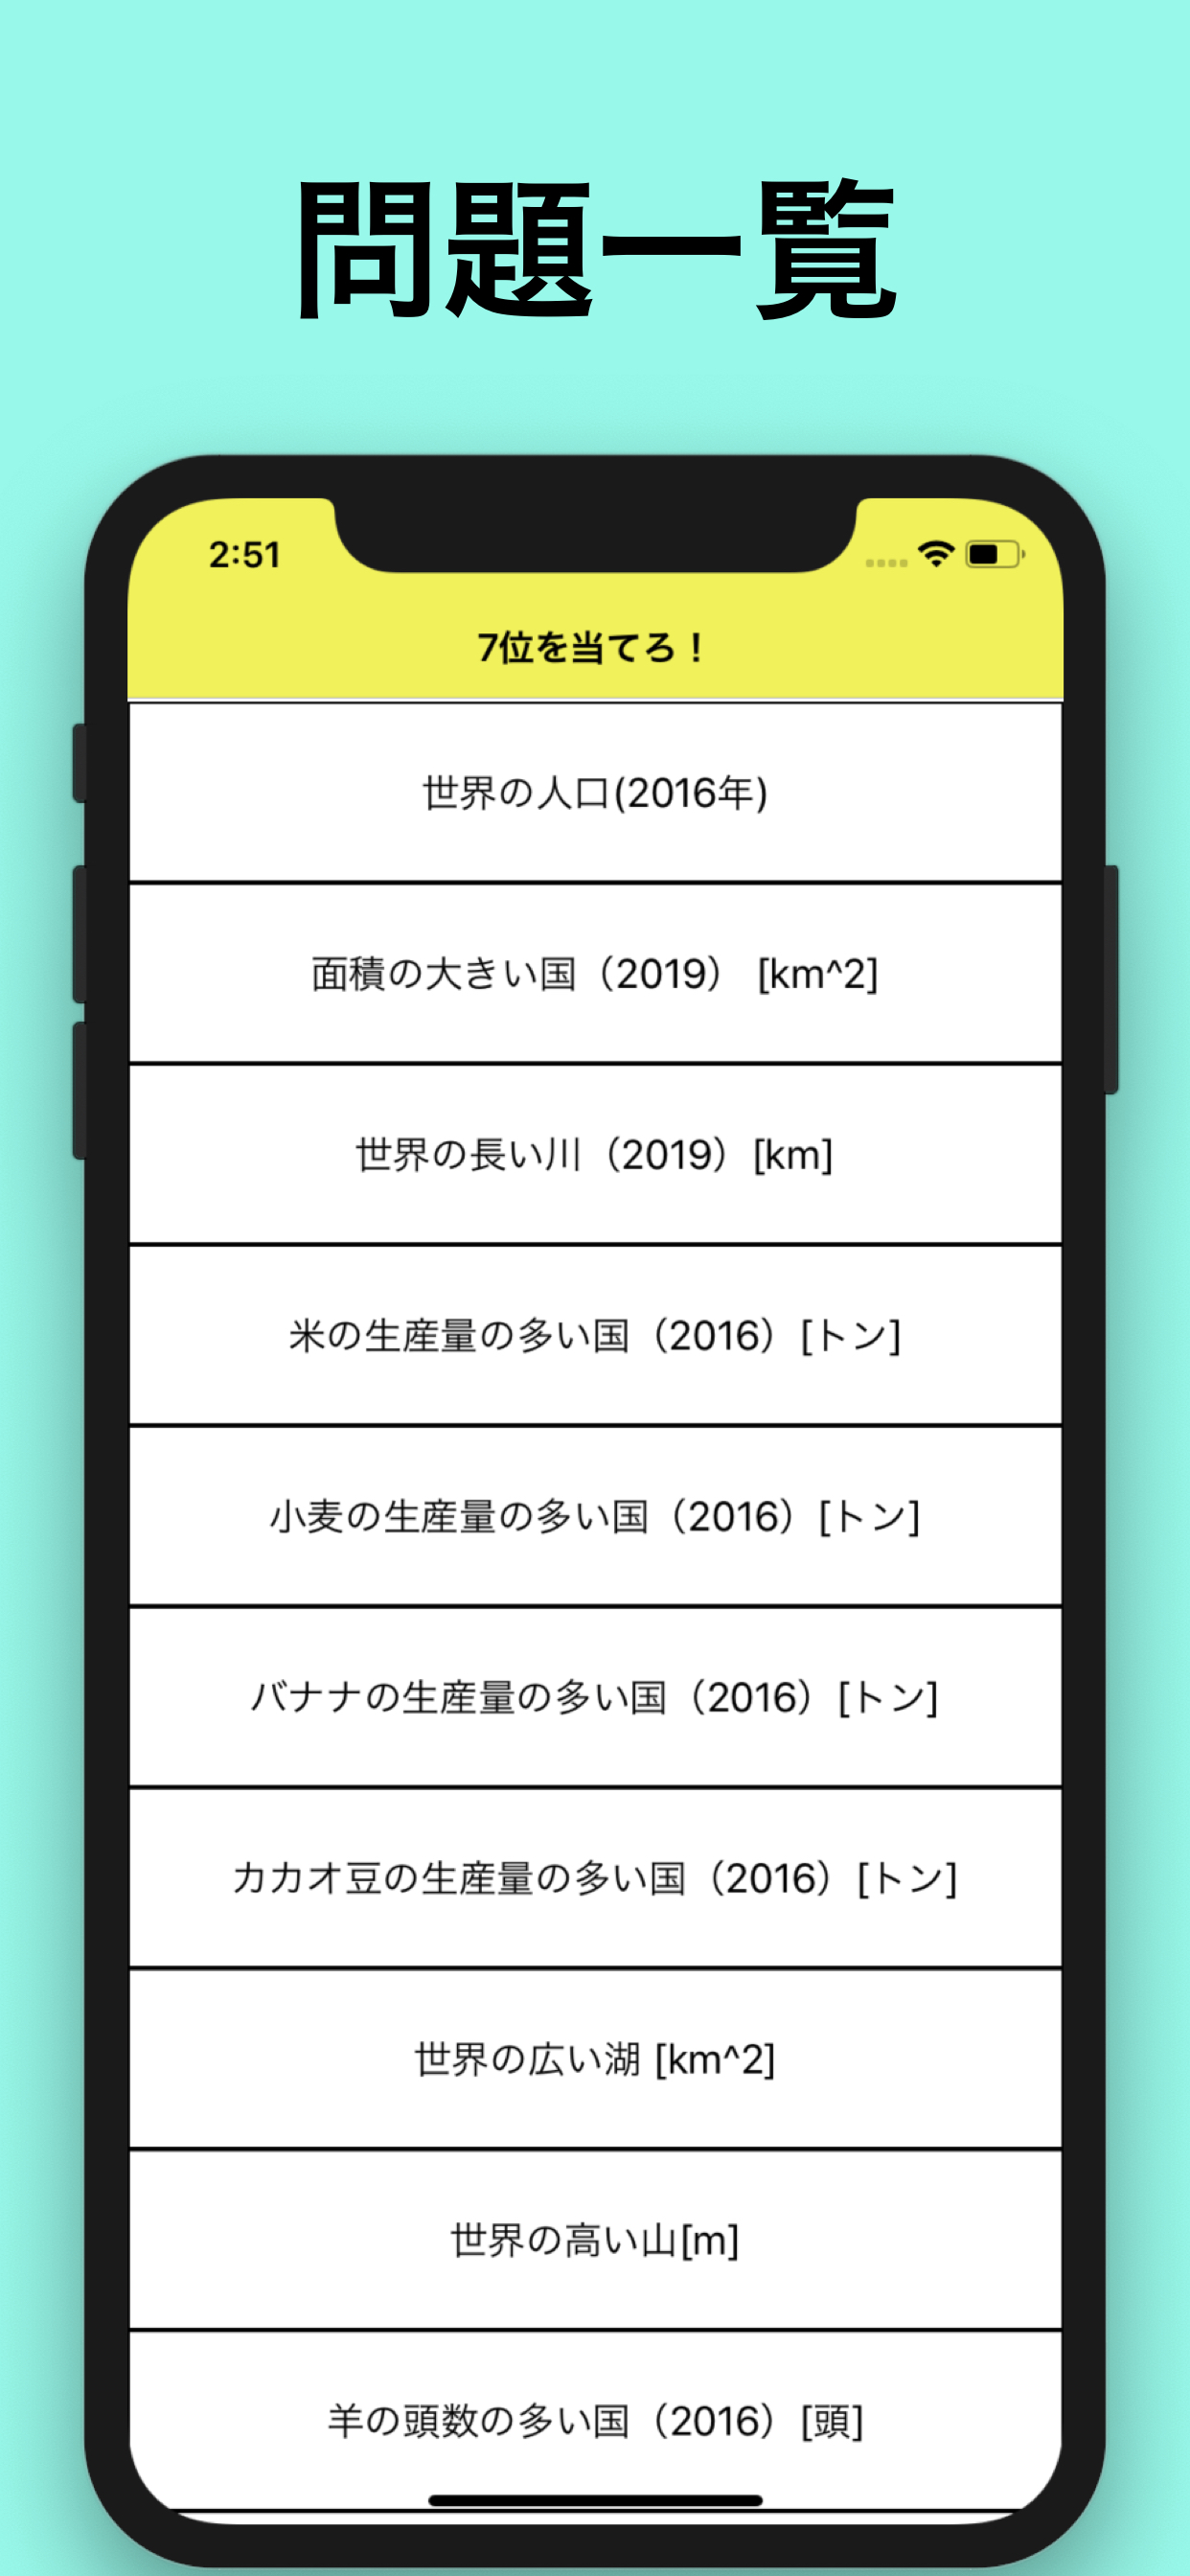 問題一覧
2:51
7位を当てろ！
世界の人口(2016年)
面積の大きい国（2019） [km^2]
世界の長い川（2019）[km]
米の生産量の多い国（2016）[トン]
小麦の生産量の多い国（2016）[トン]
バナナの生産量の多い国（2016）[トン]
カカオ豆の生産量の多い国（2016）[トン]
世界の広い湖 [km^2]
世界の高い山[m]
羊の頭数の多い国（2016）[頭]